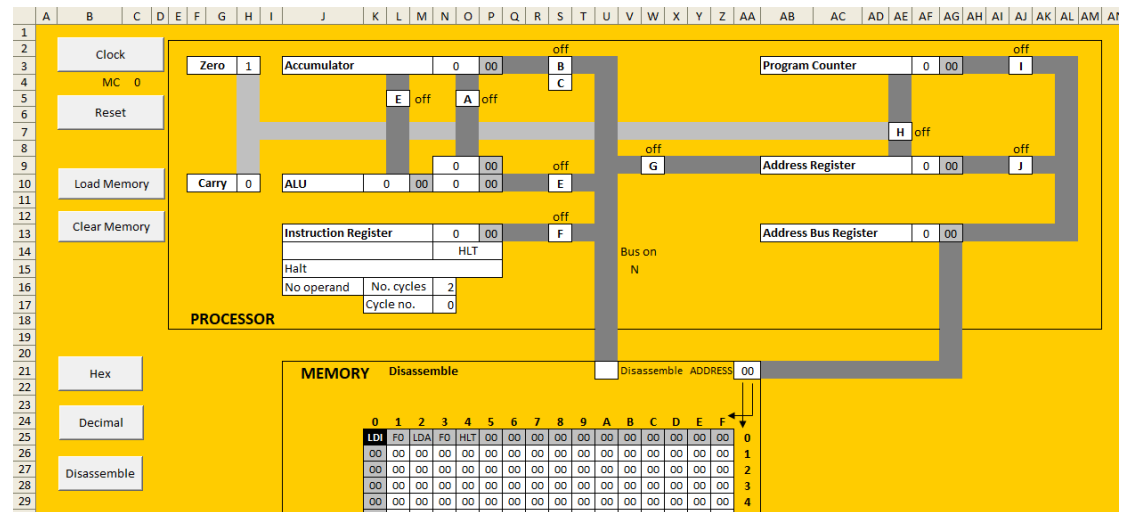 A B C D E F G H I J K L M N O P Q R S T U V W X Y Z AA AB AC AD AE AF AG AH AI AJ AK AL AM
1
2 Clock off off
3 Zero 1 Accumulator 0 00 B Program Counter 0 00 I
4 MC 0 C
5 E off A off
6 Reset
7 H off
8 off off
9 0 00 off G Address Register 0 00 J
10 Load Memory Carry 0 ALU 0 00 0 00 E
11
12 Clear Memory off
13 Instruction Register 0 00 F Address Bus Register 0 00
14 HLT Bus on
15 Halt N
16 No operand No. cycles 2
17 Cycle no. 0
18 PROCESSOR
19
20
21 Hex MEMORY Disassemble Disassemble ADDRESS 00
22
23
24 Decimal 0 1 2 3 4 5 6 7 8 9 A B C D E F
25 LDI F0 LDA F0 HLT 00 00 00 00 00 00 00 00 00 00 00 0
26 00 00 00 00 00 00 00 00 00 00 00 00 00 00 00 00 1
27 Disassemble 00 00 00 00 00 00 00 00 00 00 00 00 00 00 00 00 2
28 00 00 00 00 00 00 00 00 00 00 00 00 00 00 00 00 3
29 00 00 00 00 00 00 00 00 00 00 00 00 00 00 00 00 4